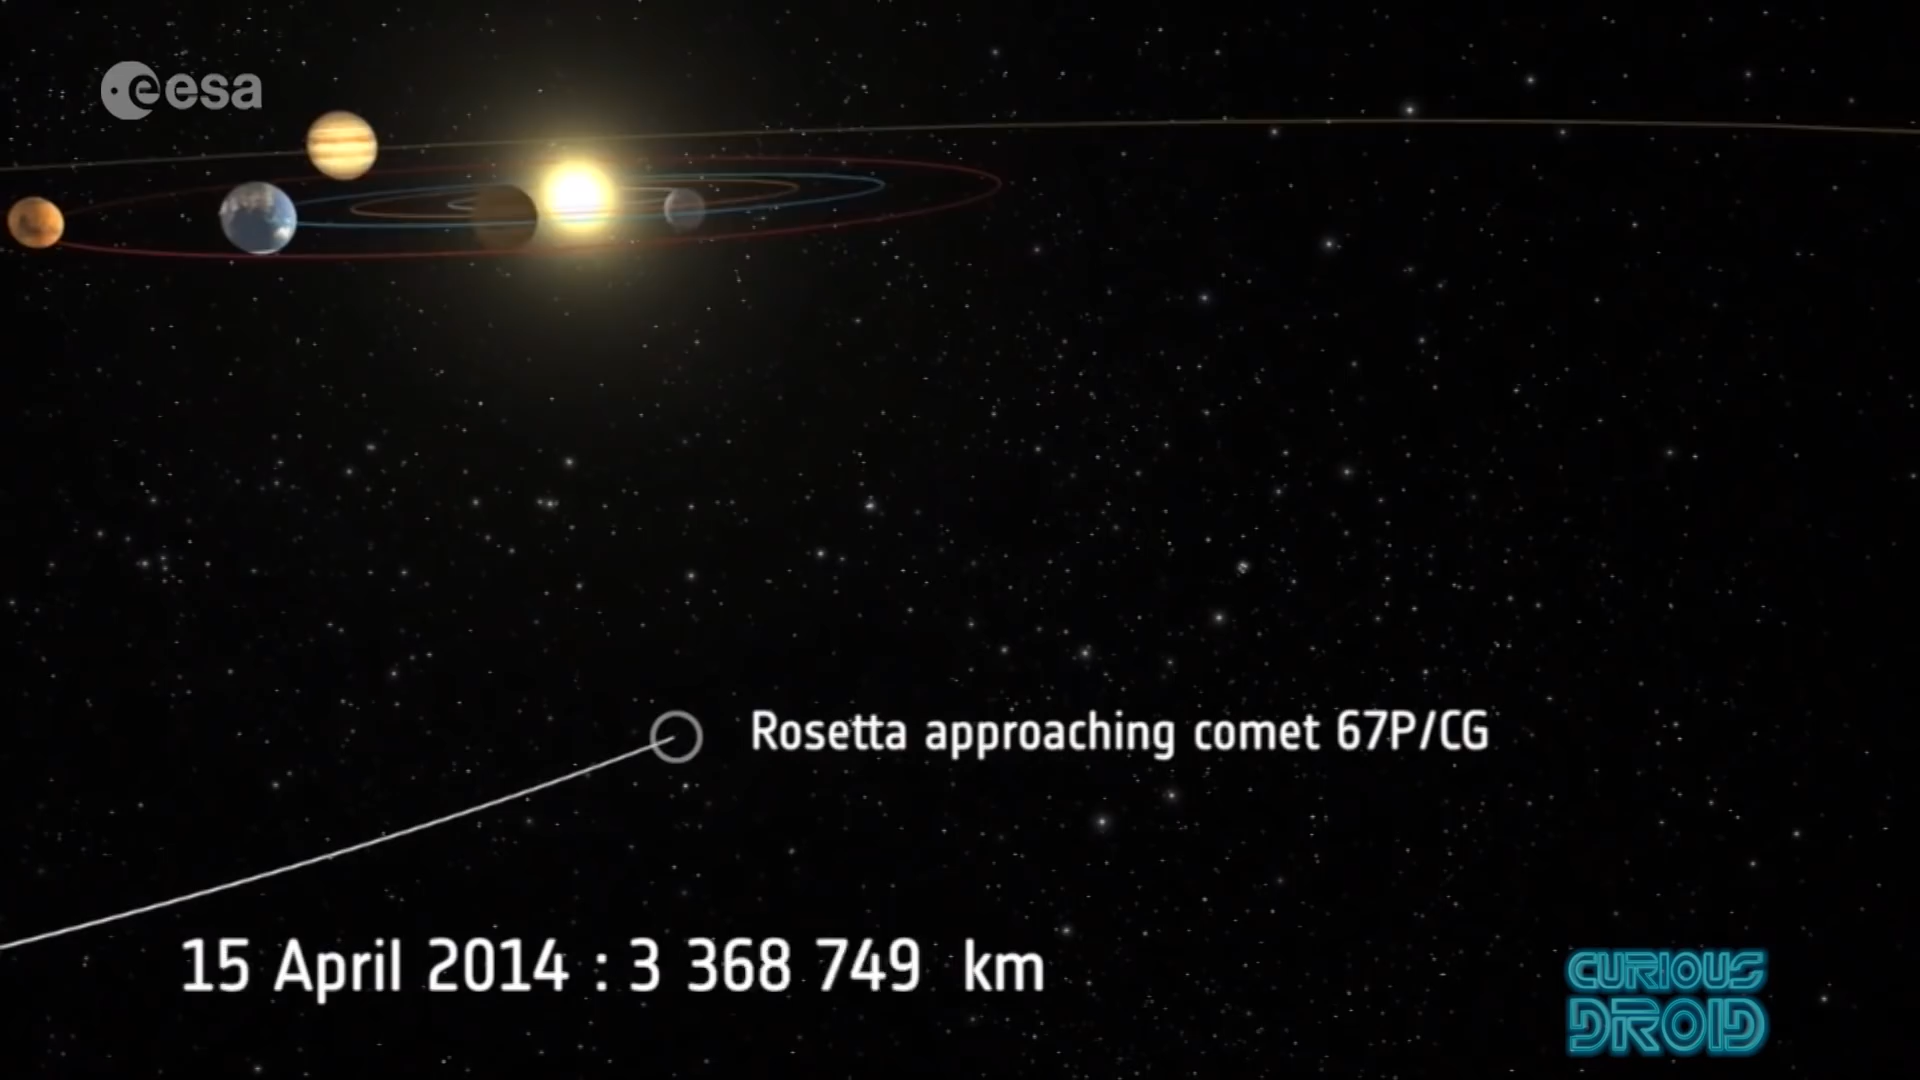 esa
Rosetta approaching comet 67P/CG
15 April 2014 : 3 368 749 km
CURIOUS
DROID